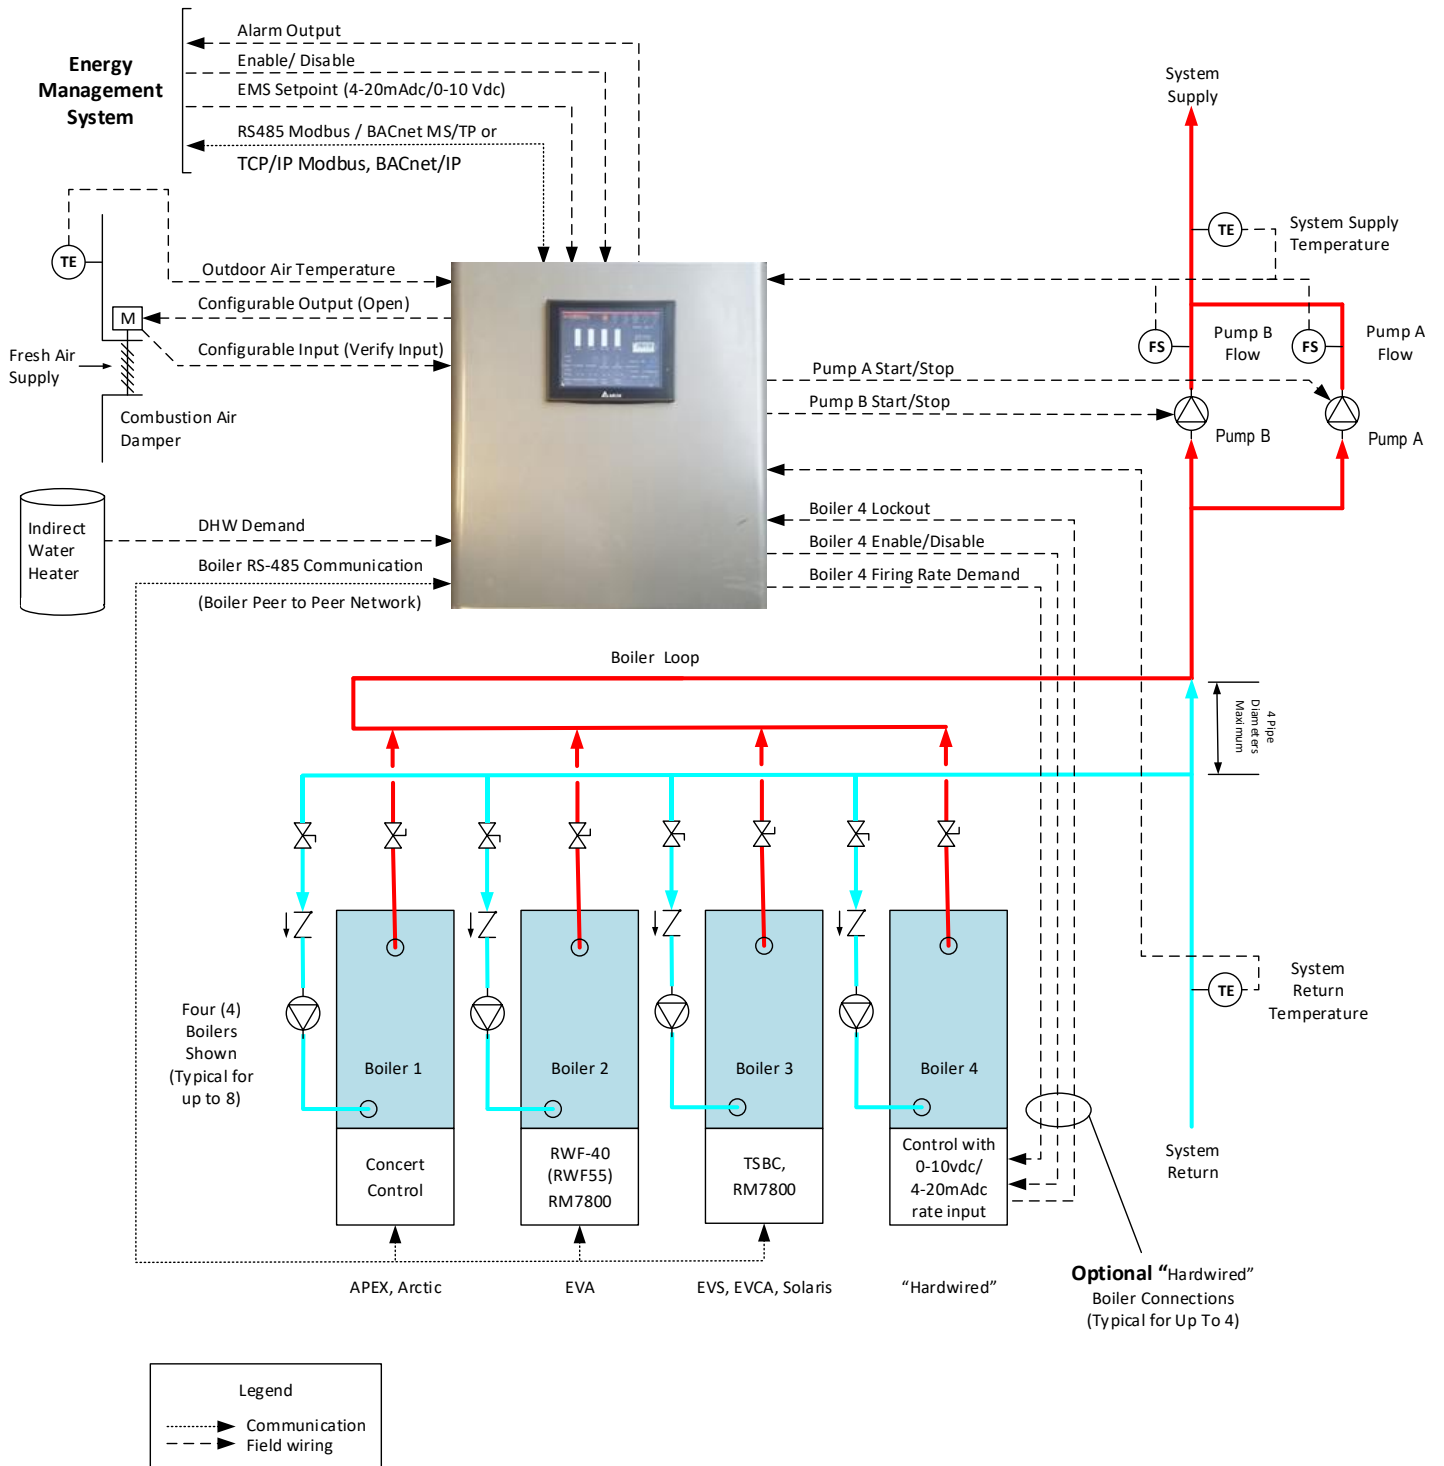 Energy
Management
System
Alarm Output
Enable/ Disable
EMS Setpoint (4-20mAdc/0-10 Vdc)
RS485 Modbus / BACnet MS/TP or
TCP/IP Modbus, BACnet/IP
System
Supply
TE
System Supply
Temperature
TE
Outdoor Air Temperature
Configurable Output (Open)
M
Configurable Input (Verify Input)
Fresh Air
Supply
Combustion Air
Damper
FS
Pump B
Flow
FS
Pump A
Flow
Pump A Start/Stop
Pump B Start/Stop
Pump B
Pump A
Indirect
Water
Heater
DHW Demand
Boiler RS-485 Communication
(Boiler Peer to Peer Network)
Boiler 4 Lockout
Boiler 4 Enable/Disable
Boiler 4 Firing Rate Demand
Boiler Loop
4 Pipe
Diameters
Maximum
TE
System
Return
Temperature
Four (4)
Boilers
Shown
(Typical for
up to 8)
Boiler 1
Boiler 2
Boiler 3
Boiler 4
Concert
Control
RWF-40
(RWF55)
RM7800
TSBC,
RM7800
Control with
0-10vdc/
4-20mAdc
rate input
System
Return
APEX, Arctic
EVA
EVS, EVCA, Solaris
“Hardwired”
Optional “Hardwired”
Boiler Connections
(Typical for Up To 4)
Legend
Communication
Field wiring